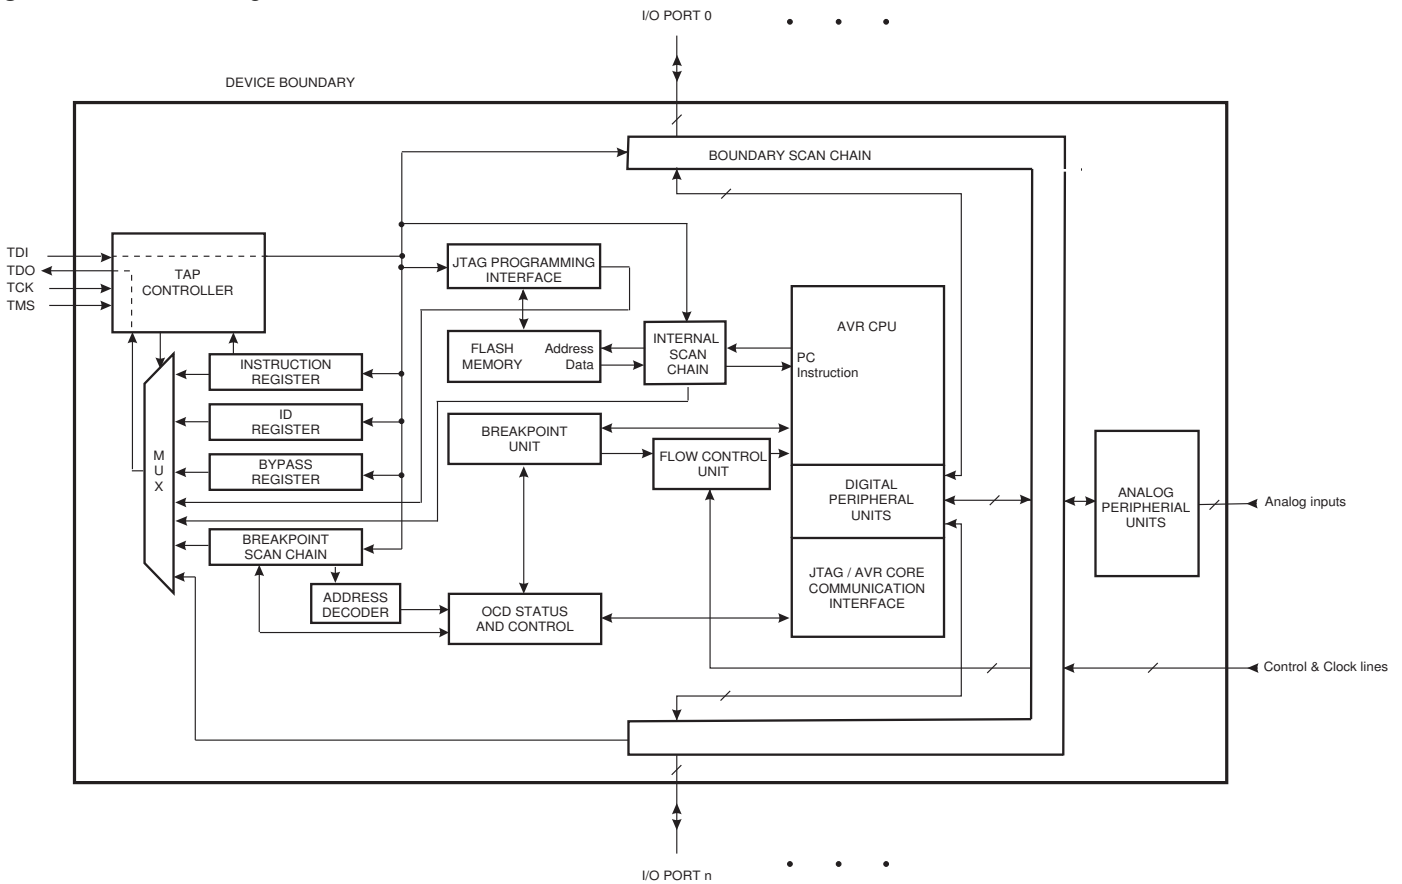 I/O PORT 0
DEVICE BOUNDARY
BOUNDARY SCAN CHAIN
TDI
TDO
TCK
TMS
TAP
CONTROLLER
JTAG PROGRAMMING
INTERFACE
FLASH
MEMORY
Address
Data
INTERNAL
SCAN
CHAIN
AVR CPU
PC
Instruction
INSTRUCTION
REGISTER
ID
REGISTER
BYPASS
REGISTER
M
U
X
BREAKPOINT
UNIT
FLOW CONTROL
UNIT
DIGITAL
PERIPHERAL
UNITS
ANALOG
PERIPHERIAL
UNITS
Analog inputs
BREAKPOINT
SCAN CHAIN
ADDRESS
DECODER
OCD STATUS
AND CONTROL
JTAG / AVR CORE
COMMUNICATION
INTERFACE
Control & Clock lines
I/O PORT n